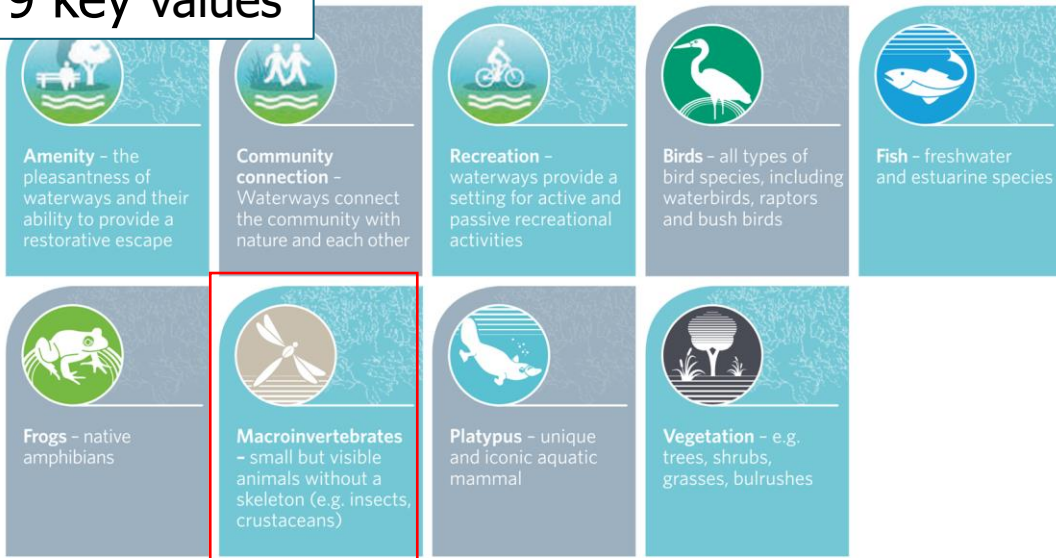 9 key values
Amenity – the
pleasantness of
waterways and their
ability to provide a
restorative escape
Community
connection –
Waterways connect
the community with
nature and each other
Recreation –
waterways provide a
setting for active and
passive recreational
activities
Birds – all types of
bird species, including
waterbirds, raptors
and bush birds
Fish – freshwater
and estuarine species
Frogs – native
amphibians
Macroinvertebrates
– small but visible
animals without a
skeleton (e.g. insects,
crustaceans)
Platypus – unique
and iconic aquatic
mammal
Vegetation – e.g.
trees, shrubs,
grasses, bulrushes